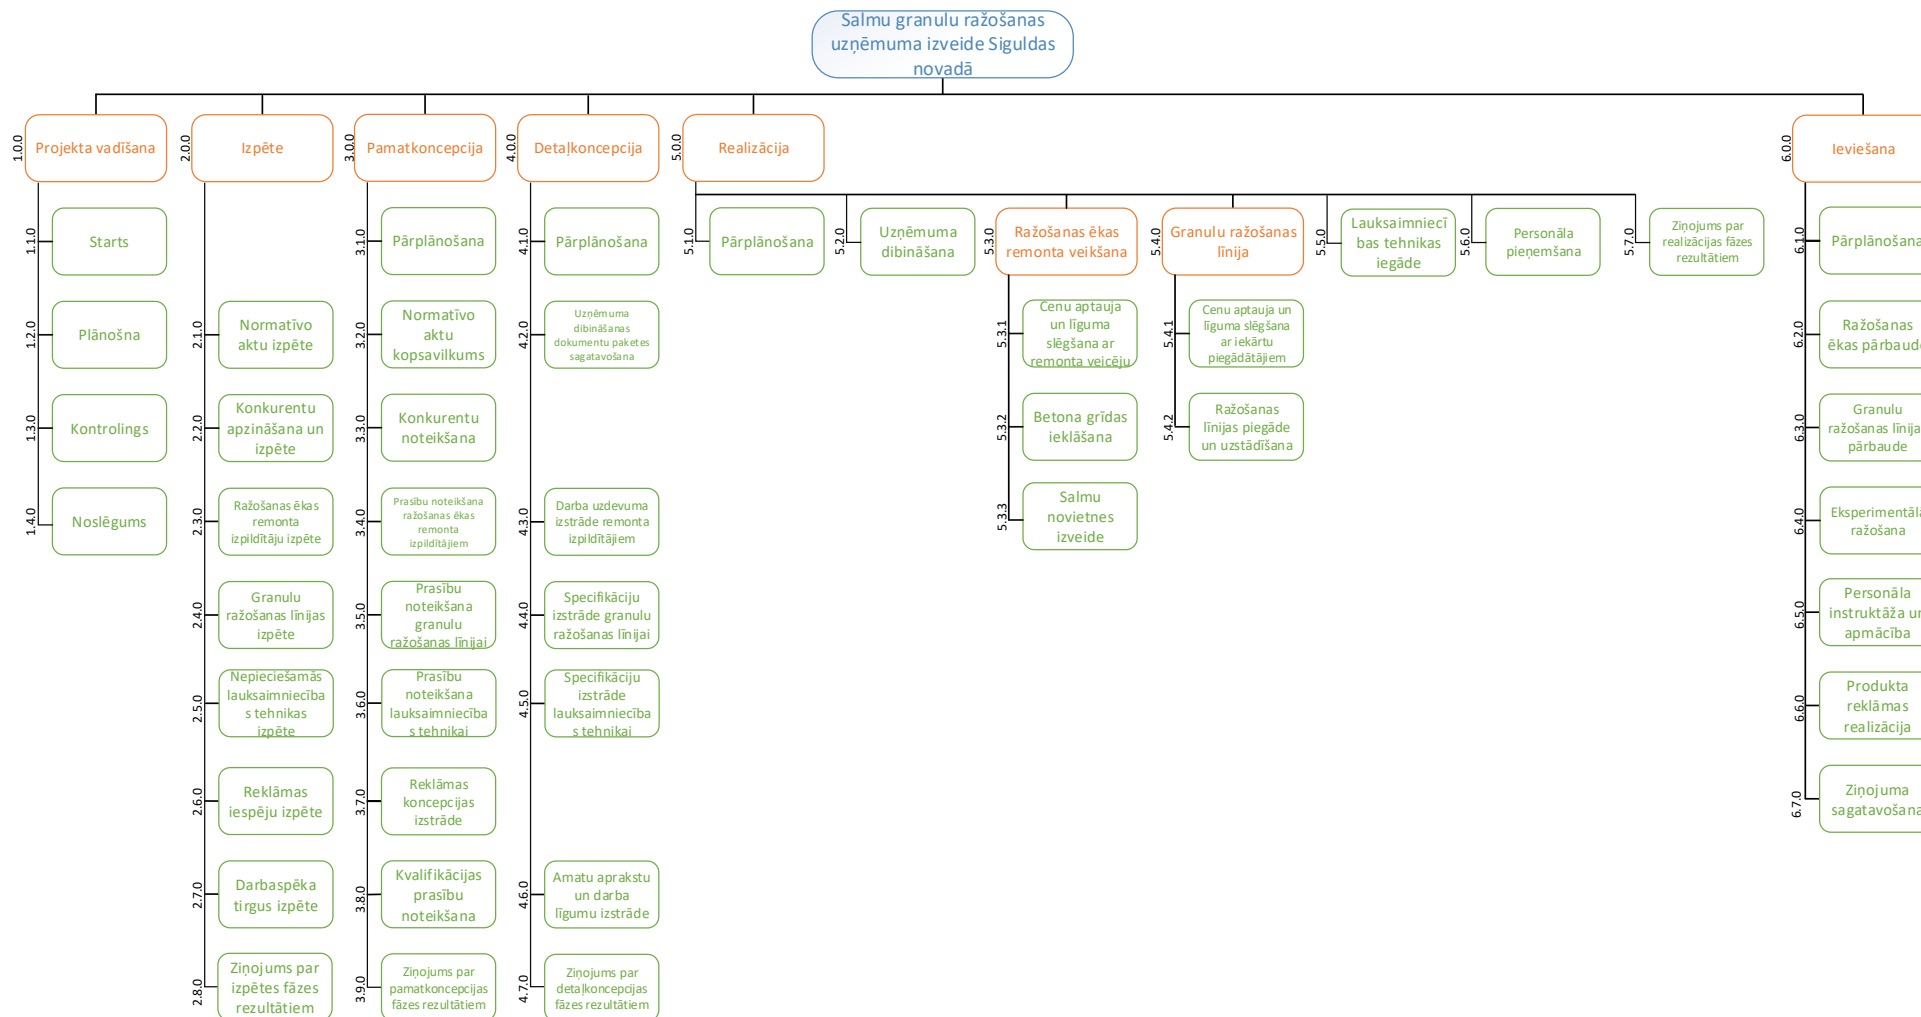 Salmu granulu ražošanas
uzņēmuma izveide Siguldas
novadā
1.0.0
Projekta vadīšana
1.1.0
Starts
1.2.0
Plānošna
1.3.0
Kontrolings
1.4.0
Noslēgums
2.0.0
Izpēte
2.1.0
Normatīvo
aktu izpēte
2.2.0
Konkurentu
apzināšana un
izpēte
2.3.0
Ražošanas ēkas
remonta
izpildītāju izpēte
2.4.0
Granulu
ražošanas līnijas
izpēte
2.5.0
Nepieciešamās
lauksaimniecība
s tehnikas
izpēte
2.6.0
Reklāmas
iespēju izpēte
2.7.0
Darbaspēka
tirgus izpēte
2.8.0
Ziņojums par
izpētes fāzes
rezultātiem
3.0.0
Pamatkoncepcija
3.1.0
Pārplānošana
3.2.0
Normatīvo
aktu
kopsavilkums
3.3.0
Konkurentu
noteikšana
3.4.0
Prasību noteikšana
ražošanas ēkas
remonta
izpildītājiem
3.5.0
Prasību
noteikšana
granulu
ražošanas līnijai
3.6.0
Prasību
noteikšana
lauksaimniecība
s tehnikai
3.7.0
Reklāmas
koncepcijas
izstrāde
3.8.0
Kvalifikācijas
prasību
noteikšana
3.9.0
Ziņojums par
pamatkoncepcijas
fāzes rezultātiem
4.0.0
Detaļkoncepcija
4.1.0
Pārplānošana
4.2.0
Uzņēmuma
dibināšanas
dokumentu paketes
sagatavošana
4.3.0
Darba uzdevuma
izstrāde remonta
izpildītājiem
4.4.0
Specifikāciju
izstrāde granulu
ražošanas līnijai
4.5.0
Specifikāciju
izstrāde
lauksaimniecība
s tehnikai
4.6.0
Amatu aprakstu
un darba
līgumu izstrāde
4.7.0
Ziņojums par
detaļkoncepcijas
fāzes rezultātiem
5.0.0
Realizācija
5.1.0
Pārplānošana
5.2.0
Uzņēmuma
dibināšana
5.3.0
Ražošanas ēkas
remonta veikšana
5.3.1
Cenu aptauja
un līguma
slēgšana ar
remonta veicēju
5.3.2
Betona grīdas
ieklāšana
5.3.3
Salmu
novietnes
izveide
5.4.0
Granulu ražošanas
līnija
5.4.1
Cenu aptauja un
līguma slēgšana
ar iekārtu
piegādātājiem
5.4.2
Ražošanas
līnijas piegāde
un uzstādīšana
5.5.0
Lauksaimniecī
bas tehnikas
iegāde
5.6.0
Personāla
pieņemšana
5.7.0
Ziņojums par
realizācijas fāzes
rezultātiem
6.0.0
Ieviešana
6.1.0
Pārplānošana
6.2.0
Ražošanas
ēkas pārbaude
6.3.0
Granulu
ražošanas līnijas
pārbaude
6.4.0
Eksperimentālā
ražošana
6.5.0
Personāla
instruktāža un
apmācība
6.6.0
Produkta
reklāmas
realizācija
6.7.0
Ziņojuma
sagatavošana